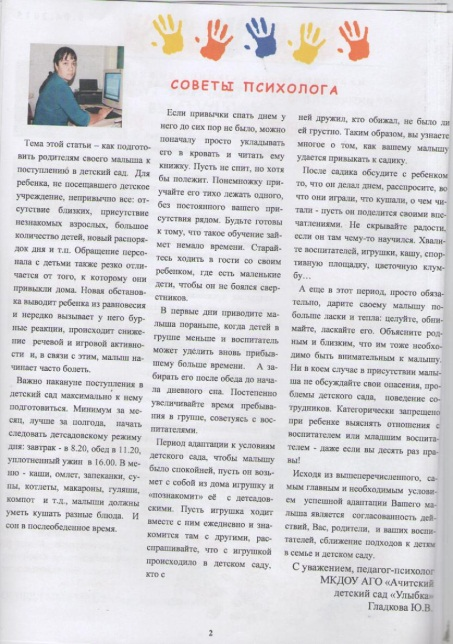 СОВЕТЫ ПСИХОЛОГА
Тема этой статьи – как подгото-
вить родителям своего малыша к
поступлению в детский сад. Для
ребенка, не посещавшего детское
учреждение, непривычно все: от-
сутствие близких, присутствие
незнакомых взрослых, большое
количество детей, новый распоря-
док дня и т.п. Обращение персо-
нала с детьми также резко отли-
чается от того, к которому они
привыкли дома. Новая обстанов-
ка выводит ребенка из равновесия
и нередко вызывает у него бур-
ные реакции, происходит сниже-
ние речевой и игровой активно-
сти и, в связи с этим, малыш на-
чинает часто болеть.
Важно накануне поступления в
детский сад максимально к нему
подготовиться. Минимум за ме-
сяц, лучше за полгода, начать
следовать детсадовскому режиму
дня: завтрак - в 8.20, обед в 11.20,
уплотненный ужин в 16.00. В ме-
ню - каши, омлет, запеканки, су-
пы, котлеты, макароны, гуляши,
компот и т.д., малыши должны
уметь кушать разные блюда. И
сон в послеобеденное время.
Если привычки спать днем у
него до сих пор не было, можно
поначалу просто укладывать
его в кровать и читать ему
книжку. Пусть не спит, но хотя
бы полежит. Понемножку при-
учайте его тихо лежать одного,
без постоянного вашего при-
сутствия рядом. Будьте готовы
к тому, что такое обучение зай-
мет немало времени. Старай-
тесь ходить в гости со своим
ребенком, где есть маленькие
дети, чтобы он не боялся свер-
стников.
В первые дни приводите ма-
лыша пораньше, когда детей в
группе меньше и воспитатель
может уделить вновь прибыв-
шему больше времени. А за-
бирать его после обеда до нача-
ла дневного сна. Постепенно
увеличивайте время пребыва-
ния в группе, советуясь с вос-
питателями.
Период адаптации к условиям
детского сада, чтобы малышу
было спокойней, пусть он возь-
мет с собой из дома игрушку и
«познакомит» её с детсадов-
скими. Пусть игрушка ходит
вместе с ним ежедневно и зна-
комится там с другими, рас-
спрашивайте, что с игрушкой
происходило в детском саду,
кто с
ней дружил, кто обижал, не было ли
ей грустно. Таким образом, вы узнаете
многое о том, как вашему малышу
удается привыкать к садику.
После садика обсудите с ребенком
то, что он делал днем, расспросите, во
что они играли, что кушали, о чем чи-
тали - пусть он поделится своими впе-
чатлениями. Не скрывайте радости,
если он там чему-то научился. Хвали-
те воспитателей, игрушки, кашу, спор-
тивную площадку, цветочную клум-
бу…
А еще в этот период, просто обяза-
тельно, дарите своему малышу по-
больше ласки и тепла: целуйте, обни-
майте, ласкайте его. Объясните род-
ным и близким, что им тоже необхо-
димо быть внимательным к малышу.
Ни в коем случае в присутствии малы-
ша не обсуждайте свои опасения, про-
блемы детского сада, поведение со-
трудников. Категорически запрещено
при ребенке выяснять отношения с
воспитателем или младшим воспита-
телем - даже если вы десять раз пра-
вы!
Исходя из вышеперечисленного, са-
мым главным и необходимым услови-
ем успешной адаптации Вашего ма-
лыша является согласованность дей-
ствий, Вас, родители, и ваших воспи-
тателей, сближение подходов к детям
в семье и детском саду.
С уважением, педагог-психолог
МКДОУ АГО «Ачитский
детский сад «Улыбка»
Гладкова Ю.В.
2